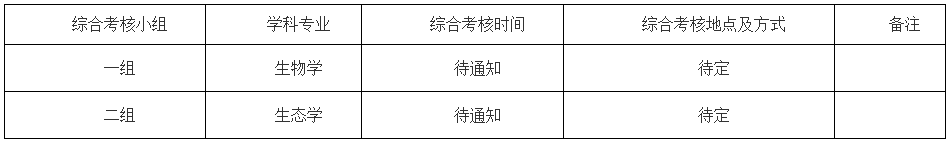 综合考核小组 学科专业 综合考核时间 综合考核地点及方式 备注
一组 生物学 待通知 待定
二组 生态学 待通知 待定